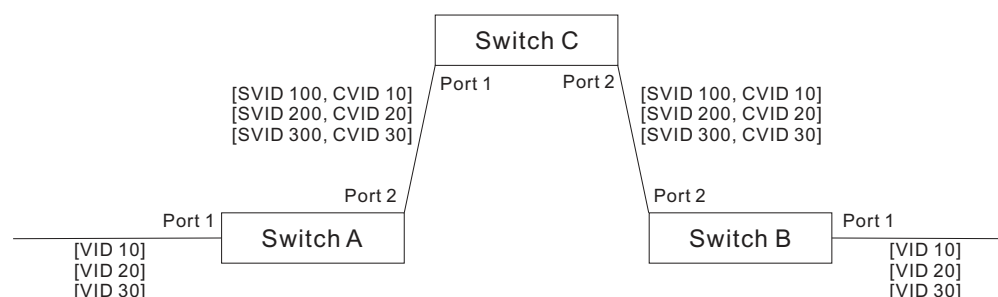 Switch C
Port 1
Port 2
[SVID 100, CVID 10]
[SVID 200, CVID 20]
[SVID 300, CVID 30]
[SVID 100, CVID 10]
[SVID 200, CVID 20]
[SVID 300, CVID 30]
Port 2
Port 2
Port 1
Switch A
Switch B
Port 1
[VID 10]
[VID 20]
[VID 30]
[VID 10]
[VID 20]
[VID 30]